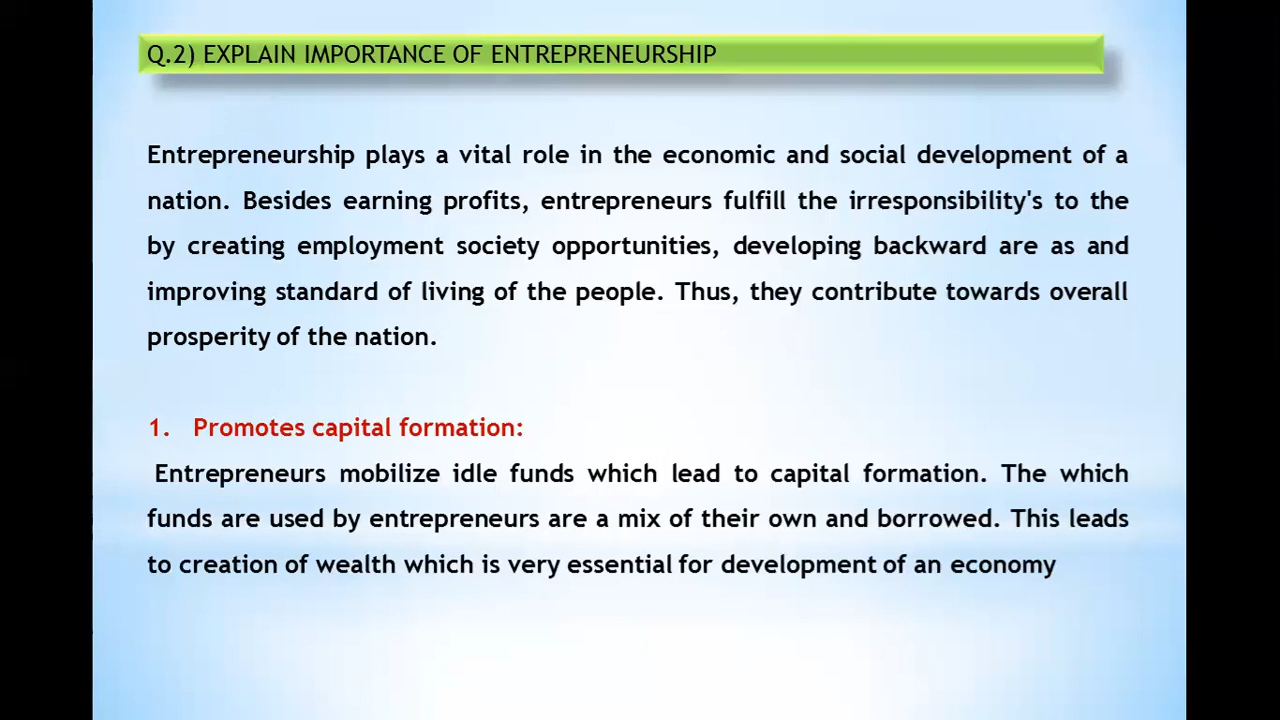 Q.2) EXPLAIN IMPORTANCE OF ENTREPRENEURSHIP
Entrepreneurship plays a vital role in the economic and social development of a
nation. Besides earning profits, entrepreneurs fulfill the irresponsibility's to the
by creating employment society opportunities, developing backward are as and
improving standard of living of the people. Thus, they contribute towards overall
prosperity of the nation.
1. Promotes capital formation:
Entrepreneurs mobilize idle funds which lead to capital formation. The which
funds are used by entrepreneurs are a mix of their own and borrowed. This leads
to creation of wealth which is very essential for development of an economy